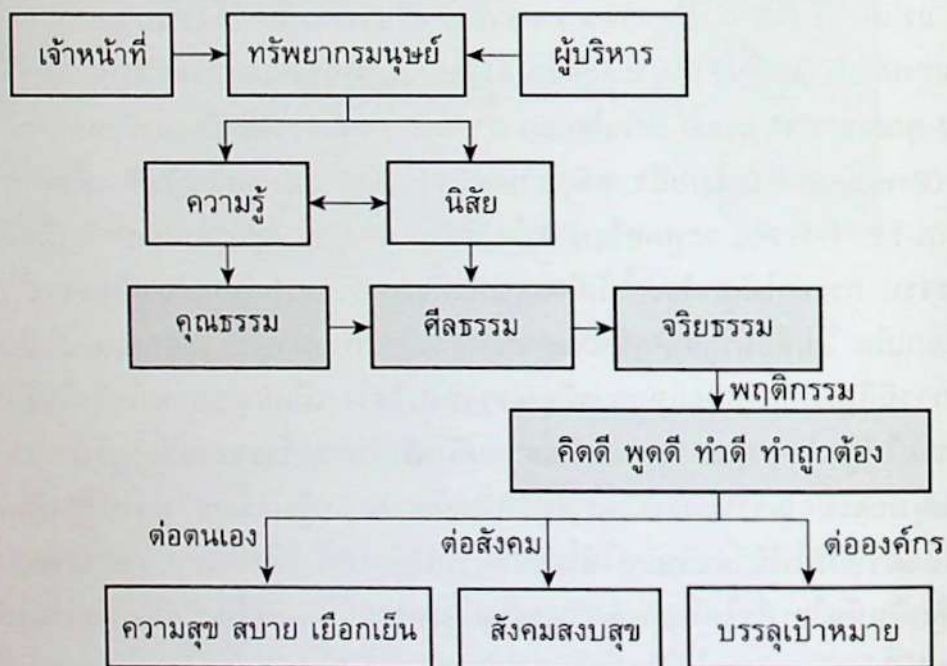 เจ้าหน้าที่ ทรัพยากรมนุษย์ ผู้บริหาร
ความรู้ นิสัย
คุณธรรม ศีลธรรม จริยธรรม
พฤติกรรม
คิดดี พูดดี ทำดี ทำถูกต้อง
ต่อตนเอง ต่อสังคม ต่อองค์กร
ความสุข สบาย เยือกเย็น สังคมสงบสุข บรรลุเป้าหมาย